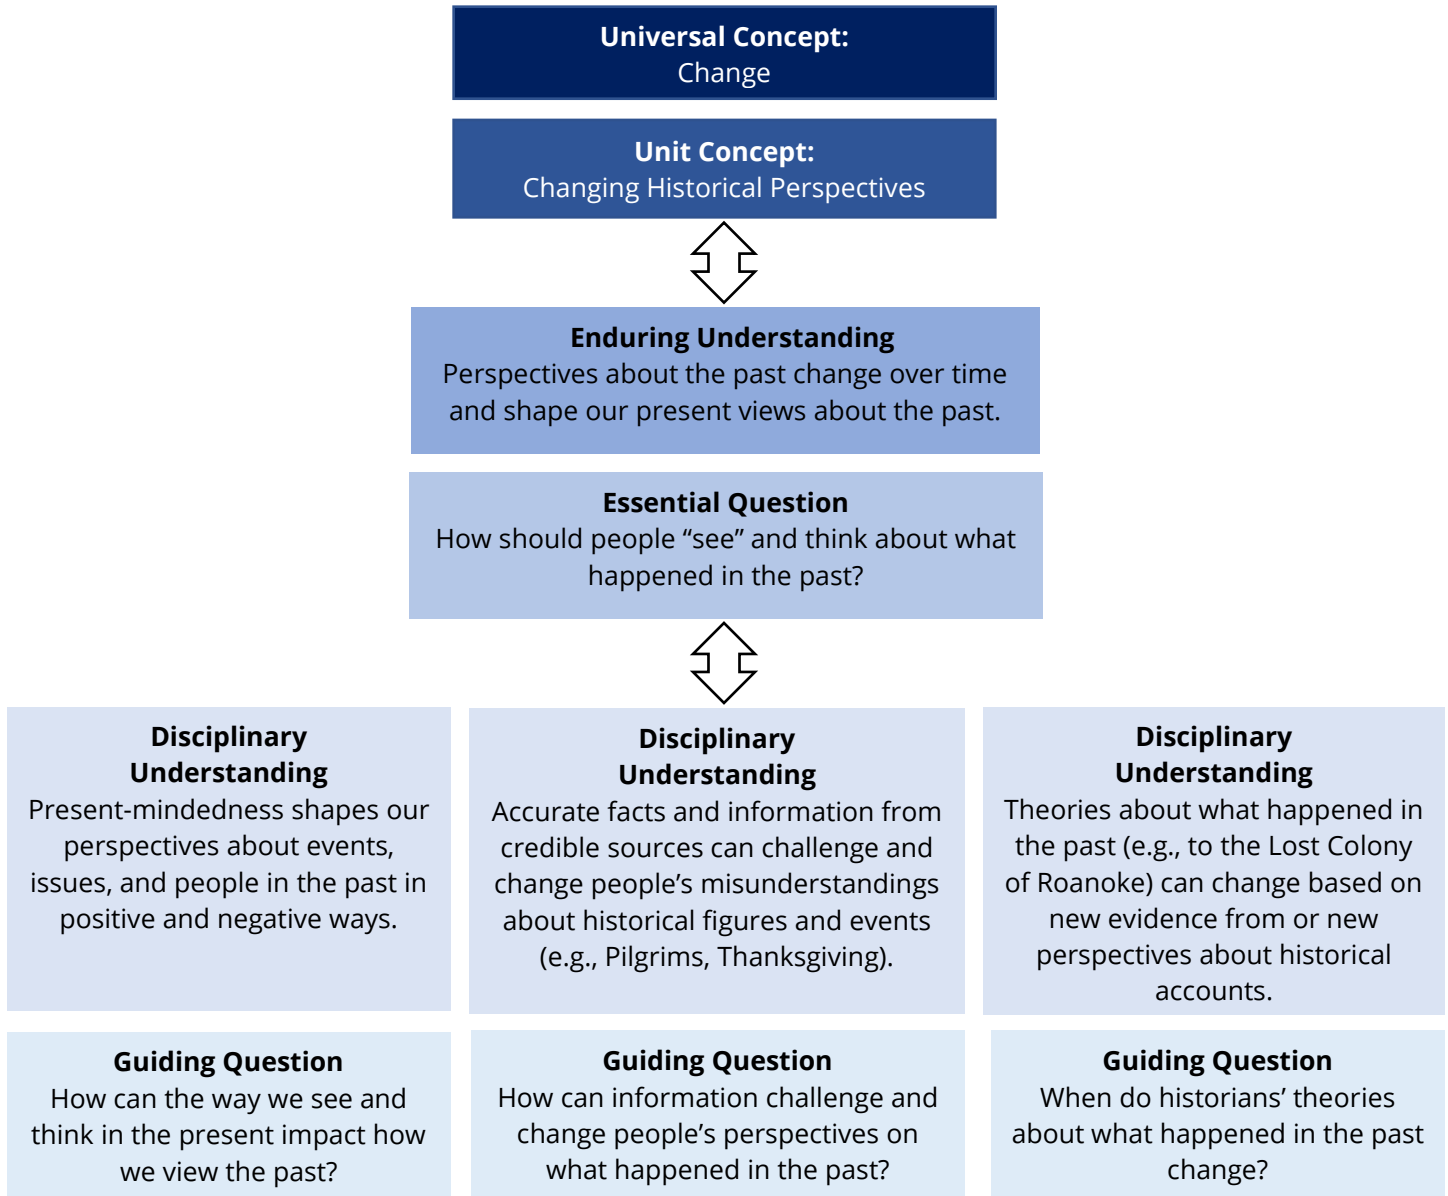 Universal Concept:
Change
Unit Concept:
Changing Historical Perspectives
Enduring Understanding
Perspectives about the past change over time
and shape our present views about the past.
Essential Question
How should people “see” and think about what
happened in the past?
Disciplinary
Understanding
Present-mindedness shapes our
perspectives about events,
issues, and people in the past in
positive and negative ways.
Disciplinary
Understanding
Accurate facts and information from
credible sources can challenge and
change people’s misunderstandings
about historical figures and events
(e.g., Pilgrims, Thanksgiving).
Disciplinary
Understanding
Theories about what happened in
the past (e.g., to the Lost Colony
of Roanoke) can change based on
new evidence from or new
perspectives about historical
accounts.
Guiding Question
How can the way we see and
think in the present impact how
we view the past?
Guiding Question
How can information challenge and
change people’s perspectives on
what happened in the past?
Guiding Question
When do historians’ theories
about what happened in the past
change?